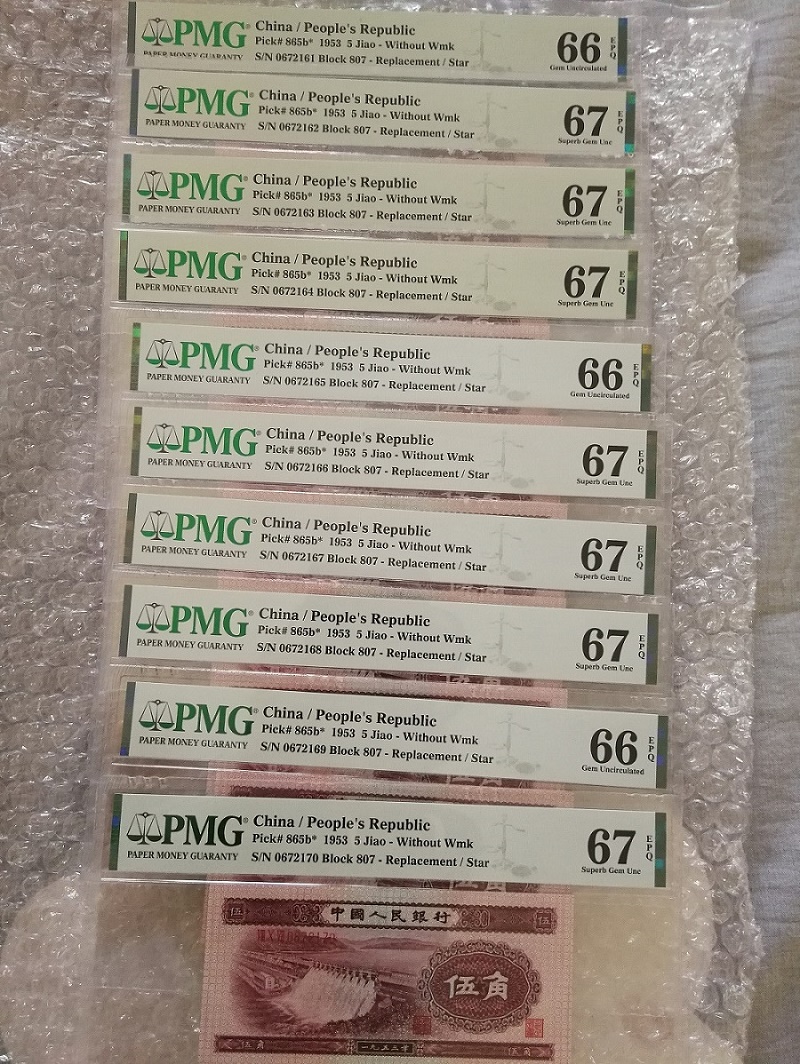 PMG
PAPER MONEY GUARANTY
China / People's Republic
Pick# 865b* 1953 5 Jiao - Without Wmk
S/N 0672161 Block 807 - Replacement / Star
66
EPQ
Gem Uncirculated
PMG
PAPER MONEY GUARANTY
China / People's Republic
Pick# 865b* 1953 5 Jiao - Without Wmk
S/N 0672162 Block 807 - Replacement / Star
67
EPQ
Superb Gem Unc
PMG
PAPER MONEY GUARANTY
China / People's Republic
Pick# 865b* 1953 5 Jiao - Without Wmk
S/N 0672163 Block 807 - Replacement / Star
67
EPQ
Superb Gem Unc
PMG
PAPER MONEY GUARANTY
China / People's Republic
Pick# 865b* 1953 5 Jiao - Without Wmk
S/N 0672164 Block 807 - Replacement / Star
67
EPQ
Superb Gem Unc
PMG
PAPER MONEY GUARANTY
China / People's Republic
Pick# 865b* 1953 5 Jiao - Without Wmk
S/N 0672165 Block 807 - Replacement / Star
66
EPQ
Gem Uncirculated
PMG
PAPER MONEY GUARANTY
China / People's Republic
Pick# 865b* 1953 5 Jiao - Without Wmk
S/N 0672166 Block 807 - Replacement / Star
67
EPQ
Superb Gem Unc
PMG
PAPER MONEY GUARANTY
China / People's Republic
Pick# 865b* 1953 5 Jiao - Without Wmk
S/N 0672167 Block 807 - Replacement / Star
67
EPQ
Superb Gem Unc
PMG
PAPER MONEY GUARANTY
China / People's Republic
Pick# 865b* 1953 5 Jiao - Without Wmk
S/N 0672168 Block 807 - Replacement / Star
67
EPQ
Superb Gem Unc
PMG
PAPER MONEY GUARANTY
China / People's Republic
Pick# 865b* 1953 5 Jiao - Without Wmk
S/N 0672169 Block 807 - Replacement / Star
66
EPQ
Gem Uncirculated
PMG
PAPER MONEY GUARANTY
China / People's Republic
Pick# 865b* 1953 5 Jiao - Without Wmk
S/N 0672170 Block 807 - Replacement / Star
67
EPQ
Superb Gem Unc
伍 中國人民銀行 伍
伍角
伍角 一九五三年 伍角